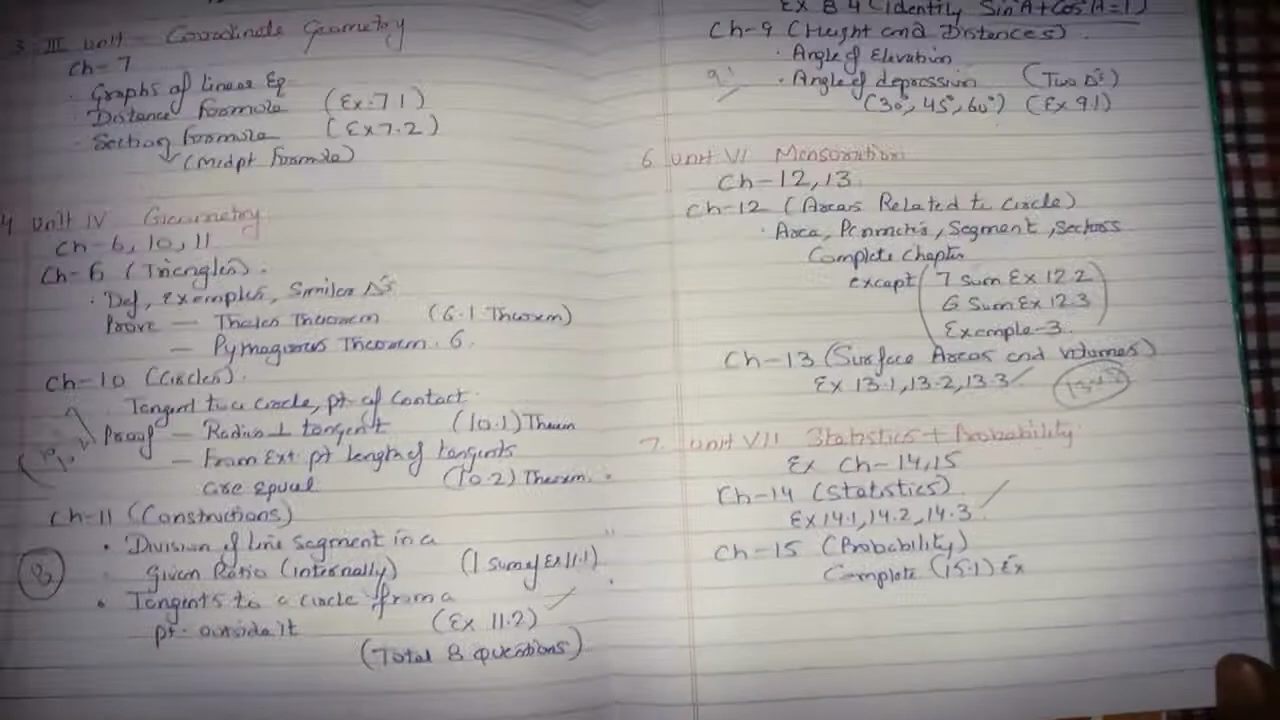 3. III Unit - Coordinate Geometry
Ch-7
· Graphs of linear Eq
Distance Formula (Ex.7.1)
· Section Formula (Ex 7.2)
(Midpt Formula)
4 Unit IV Geometry
Ch-6, 10, 11
Ch-6 (Triangles).
· Def, Examples, Similar Δs
Prove — Thales Theorem (6.1 Theorem)
— Theorem. 6.
Ch-10 (Circles).
Tangent to a circle, pt. of contact
Proof — Radius ⊥ tangent (10.1) Theorem
— From Ext pt length of tangents
are equal (10.2) Theorem.
Ch-11 (Constructions)
• Division of line segment in a
Given Ratio (internally) (1 sum of Ex 11.1)
• Tangents to a circle from a
pt. outside it (Ex 11.2)
(Total 8 questions)
Ex 8.4 (Identity Sin²A+Cos²A=1)
Ch-9 (Height and Distances).
· Angle of Elevation
· Angle of depression (Two Δs)
(30°, 45°, 60°) (Ex 9.1)
6 Unit VI Mensuration
Ch-12, 13.
Ch-12 (Areas Related to Circle)
· Area, Perimeter, Segment, Sectors
Complete Chapter
except (7 Sum Ex 12.2
6 Sum Ex 12.3
Example-3..)
Ch-13 (Surface Areas and Volumes)
Ex 13.1, 13.2, 13.3
7. Unit VII Statistics + Probability
Ex Ch-14, 15
Ch-14 (Statistics)
Ex 14.1, 14.2, 14.3
Ch-15 (Probability)
Complete (15.1) Ex